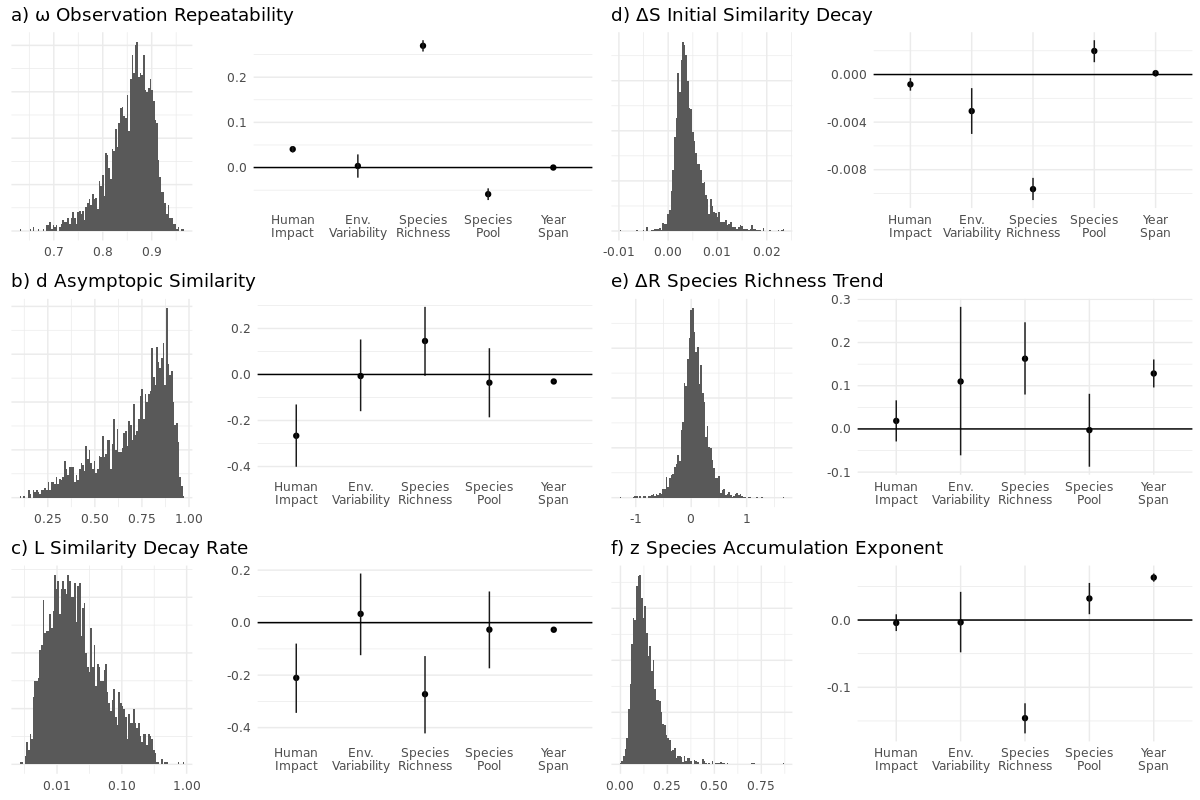 a) ω Observation Repeatability
0.2
0.1
0.0
Human Env. Species Species Year
Impact Variability Richness Pool Span
0.7 0.8 0.9
d) ΔS Initial Similarity Decay
0.000
-0.004
-0.008
Human Env. Species Species Year
Impact Variability Richness Pool Span
-0.01 0.00 0.01 0.02
b) d Asymptopic Similarity
0.2
0.0
-0.2
-0.4
Human Env. Species Species Year
Impact Variability Richness Pool Span
0.25 0.50 0.75 1.00
e) ΔR Species Richness Trend
0.3
0.2
0.1
0.0
-0.1
Human Env. Species Species Year
Impact Variability Richness Pool Span
-1 0 1
c) L Similarity Decay Rate
0.2
0.0
-0.2
-0.4
Human Env. Species Species Year
Impact Variability Richness Pool Span
0.01 0.10 1.00
f) z Species Accumulation Exponent
0.0
-0.1
Human Env. Species Species Year
Impact Variability Richness Pool Span
0.00 0.25 0.50 0.75